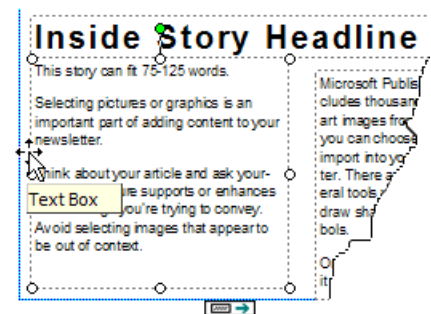 Inside Story Headline
This story can fit 75-125 words.
Selecting pictures or graphics is an
important part of adding content to your
newsletter.
Think about your article and ask your-
ure supports or enhances
you're trying to convey.
Avoid selecting images that appear to
be out of context.
Text Box
Microsoft Publis
cludes thousan
art images from
you can choose
import into yo
ter. There a
eral tools
draw sha
bols.